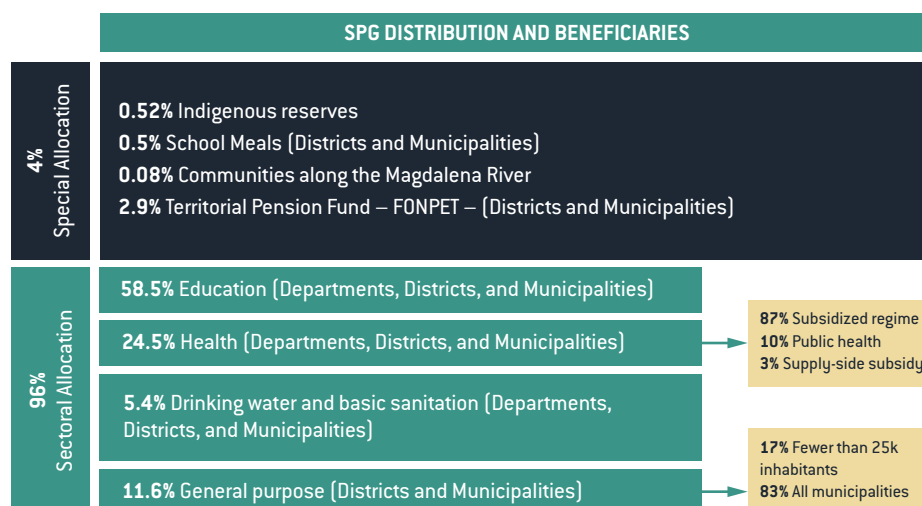 SPG DISTRIBUTION AND BENEFICIARIES
4%
Special Allocation
0.52% Indigenous reserves
0.5% School Meals (Districts and Municipalities)
0.08% Communities along the Magdalena River
2.9% Territorial Pension Fund – FONPET – (Districts and Municipalities)
96%
Sectoral Allocation
58.5% Education (Departments, Districts, and Municipalities)
24.5% Health (Departments, Districts, and Municipalities)
87% Subsidized regime
10% Public health
3% Supply-side subsidy
5.4% Drinking water and basic sanitation (Departments,
Districts, and Municipalities)
11.6% General purpose (Districts and Municipalities)
17% Fewer than 25k
inhabitants
83% All municipalities